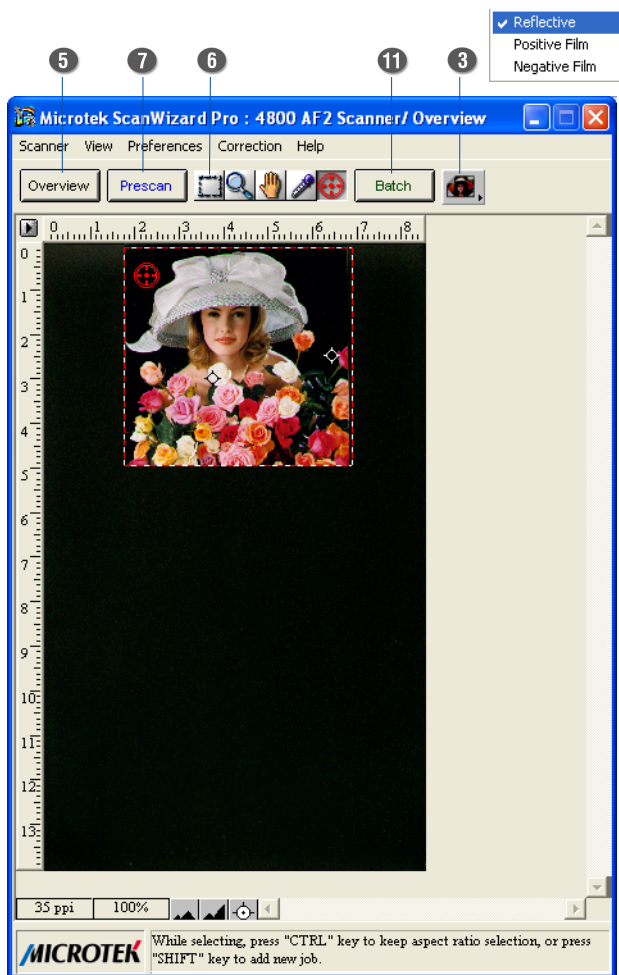 ✓ Reflective
Positive Film
Negative Film
5 7 6 11 3
Microtek ScanWizard Pro : 4800 AF2 Scanner/ Overview
Scanner View Preferences Correction Help
Overview Prescan Batch
0 1 2 3 4 5 6 7 8
0
1
2
3
4
5
6
7
8
9
10
11
12
13
35 ppi 100%
MICROTEK
While selecting, press "CTRL" key to keep aspect ratio selection, or press
"SHIFT" key to add new job.